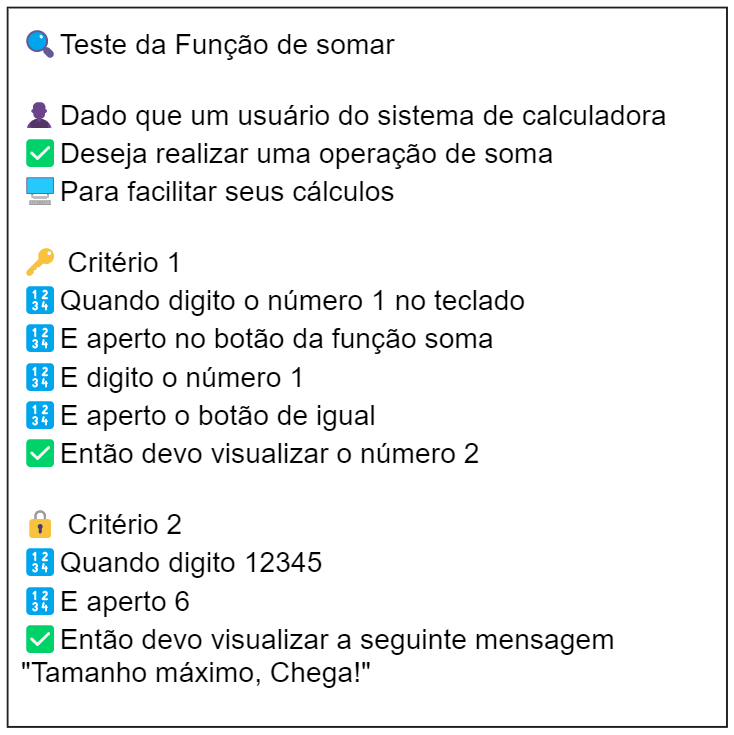 Teste da Função de somar
Dado que um usuário do sistema de calculadora
Deseja realizar uma operação de soma
Para facilitar seus cálculos
Critério 1
Quando digito o número 1 no teclado
E aperto no botão da função soma
E digito o número 1
E aperto o botão de igual
Então devo visualizar o número 2
Critério 2
Quando digito 12345
E aperto 6
Então devo visualizar a seguinte mensagem
"Tamanho máximo, Chega!"